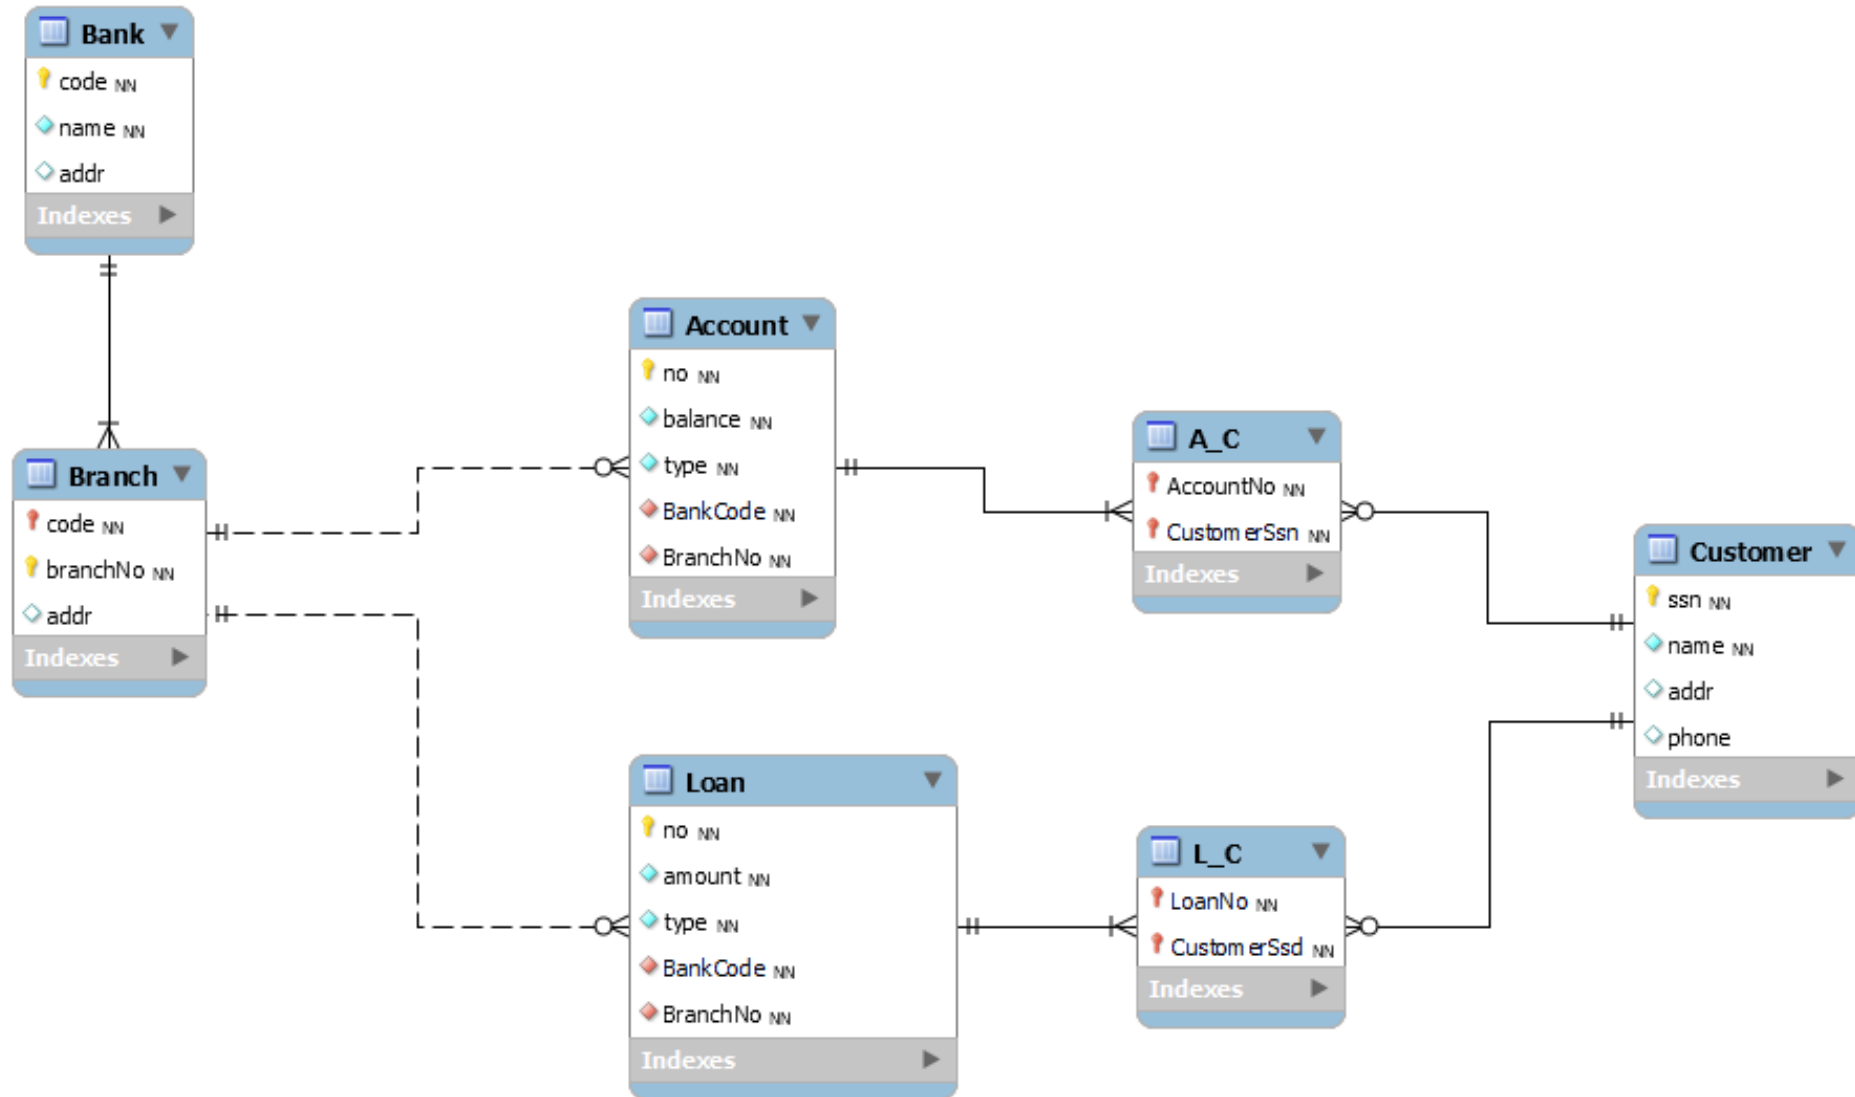 Bank
code NN
name NN
addr
Indexes
Branch
code NN
branchNo NN
addr
Indexes
Account
no NN
balance NN
type NN
BankCode NN
BranchNo NN
Indexes
Loan
no NN
amount NN
type NN
BankCode NN
BranchNo NN
Indexes
A_C
AccountNo NN
CustomerSsn NN
Indexes
L_C
LoanNo NN
CustomerSsd NN
Indexes
Customer
ssn NN
name NN
addr
phone
Indexes